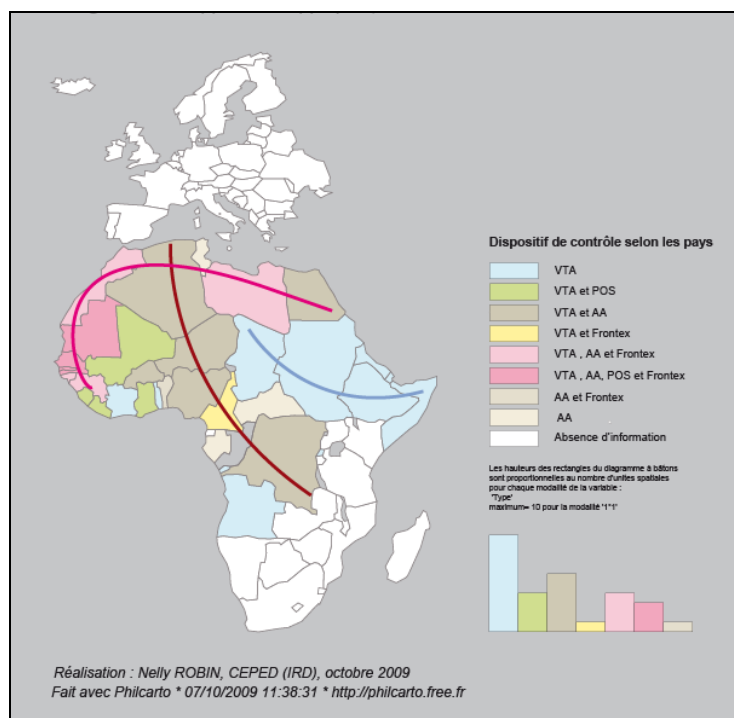 Dispositif de contrôle selon les pays
VTA
VTA et POS
VTA et AA
VTA et Frontex
VTA , AA et Frontex
VTA , AA, POS et Frontex
AA et Frontex
AA
Absence d'information
Les hauteurs des rectangles du diagramme à bâtons
sont proportionnelles au nombre d'unites spatiales
pour chaque modalité de la variable :
'Type'
maximum= 10 pour la modalité '1"1'
Réalisation : Nelly ROBIN, CEPED (IRD), octobre 2009
Fait avec Philcarto * 07/10/2009 11:38:31 * http://philcarto.free.fr